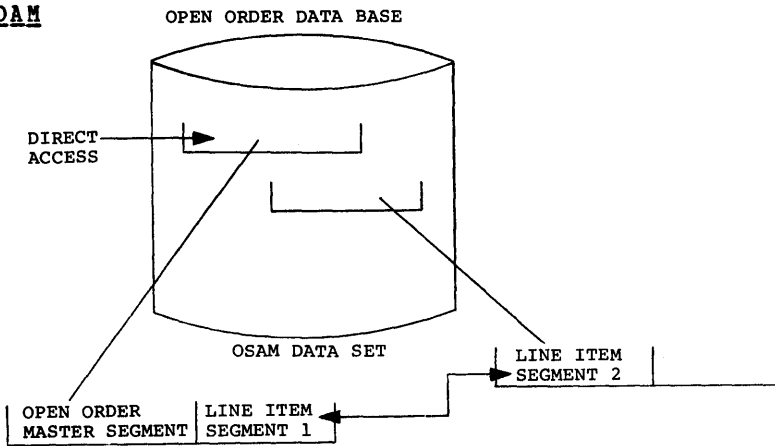 OPEN ORDER DATA BASE
DIRECT
ACCESS
OSAM DATA SET
LINE ITEM
SEGMENT 2
OPEN ORDER
MASTER SEGMENT
LINE ITEM
SEGMENT 1